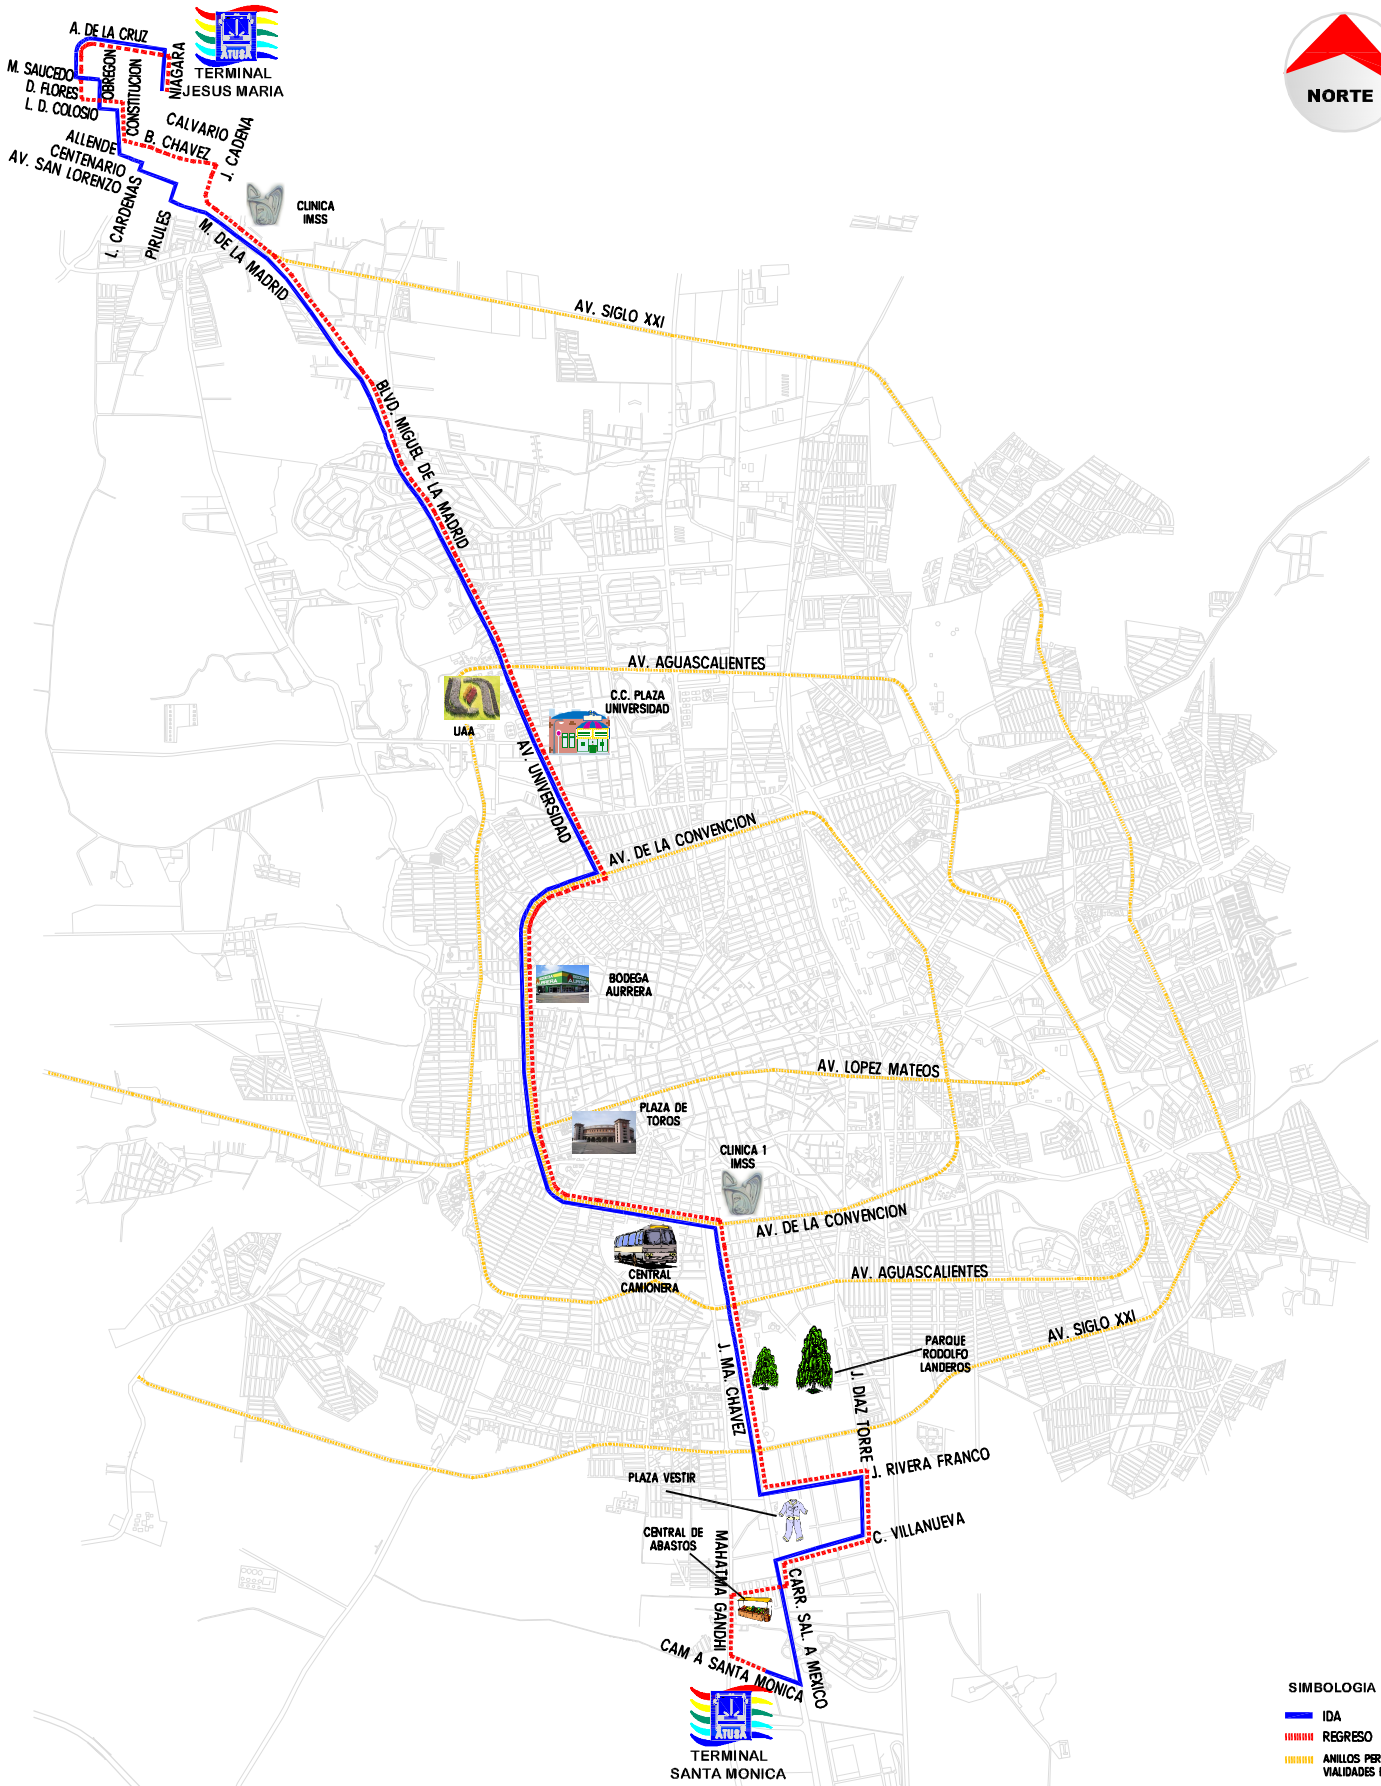 A. DE LA CRUZ
M. SAUCEDO
D. FLORES
L. D. COLOSIO
OBREGON
CONSTITUCION
NIAGARA
ATUSA
TERMINAL
JESUS MARIA
NORTE
CALVARIO
B. CHAVEZ
J. CADENA
ALLENDE
CENTENARIO
AV. SAN LORENZO
L. CARDENAS
PIRULES
M. DE LA MADRID
CLINICA
IMSS
AV. SIGLO XXI
BLVD. MIGUEL DE LA MADRID
AV. AGUASCALIENTES
C.C. PLAZA
UNIVERSIDAD
UAA
AV. UNIVERSIDAD
AV. DE LA CONVENCION
BODEGA
AURRERA
AV. LOPEZ MATEOS
PLAZA DE
TOROS
CLINICA 1
IMSS
AV. DE LA CONVENCION
CENTRAL
CAMIONERA
AV. AGUASCALIENTES
AV. SIGLO XXI
PARQUE
RODOLFO
LANDEROS
J. MA. CHAVEZ
J. DIAZ TORRE
J. RIVERA FRANCO
PLAZA VESTIR
C. VILLANUEVA
CENTRAL DE
ABASTOS
MAHATMA GANDHI
CARR. SAL. A MEXICO
CAM A SANTA MONICA
ATUSA
TERMINAL
SANTA MONICA
SIMBOLOGIA
IDA
REGRESO
ANILLOS PER
VIALIDADES